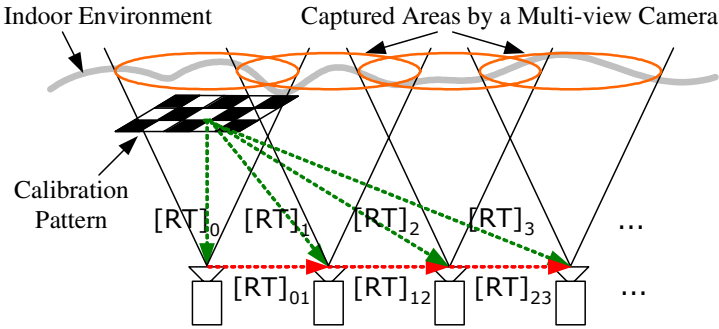 Indoor Environment
Captured Areas by a Multi-view Camera
Calibration
Pattern
[RT]0
[RT]1
[RT]2
[RT]3
...
[RT]01
[RT]12
[RT]23
...